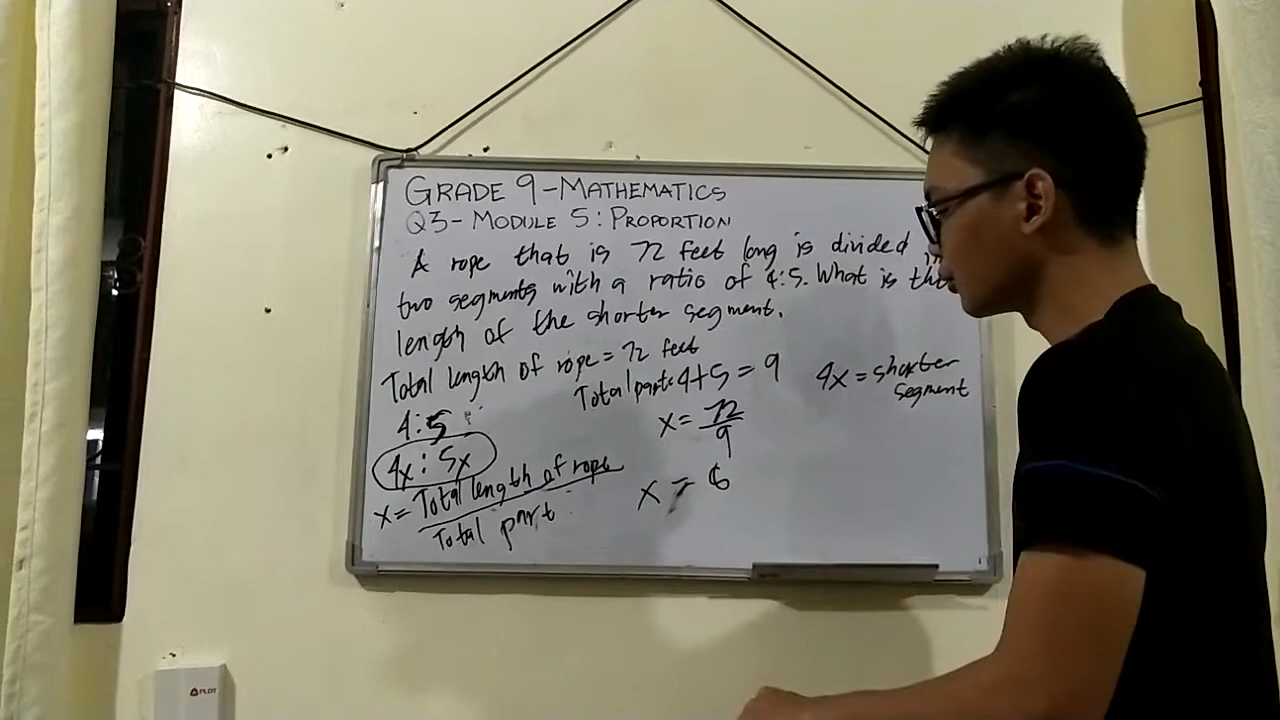 GRADE 9-MATHEMATICS
Q3- MODULE 5: PROPORTION
A rope that is 72 feet long is divided in
two segments with a ratio of 4:5. What is the
length of the shorter segment.
Total length of rope = 72 feet
Total part: 4+5 = 9
4x = shorter
segment
4:5
x = 72
9
4x : 5x
x = Total length of rope
Total part
x = 6
PLDT